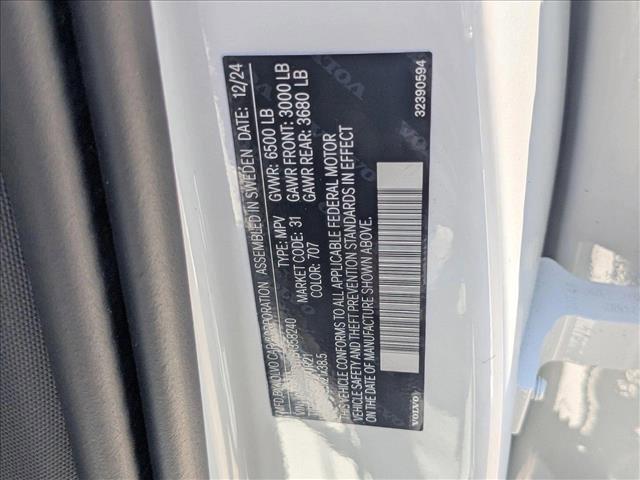 MFD.BY VOLVO CAR CORPORATION ASSEMBLED IN SWEDEN DATE: 12/24
TYPE: MPV GVWR: 6500 LB
MARKET CODE: 31 GAWR FRONT: 3000 LB
COLOR: 707 GAWR REAR: 3680 LB
THIS VEHICLE CONFORMS TO ALL APPLICABLE FEDERAL MOTOR
VEHICLE SAFETY AND THEFT PREVENTION STANDARDS IN EFFECT
ON THE DATE OF MANUFACTURE SHOWN ABOVE.
VOLVO
32390594